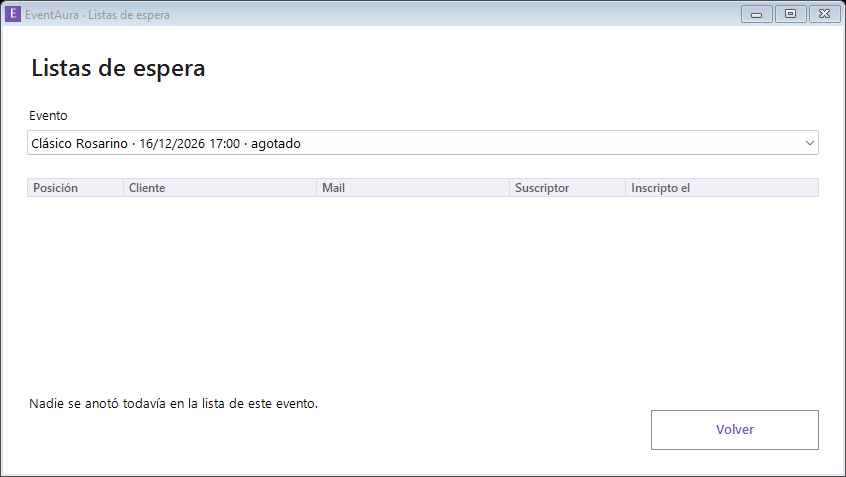 E EventAura - Listas de espera
Listas de espera
Evento
Clásico Rosarino · 16/12/2026 17:00 · agotado
Posición Cliente Mail Suscriptor Inscripto el
Nadie se anotó todavía en la lista de este evento.
Volver